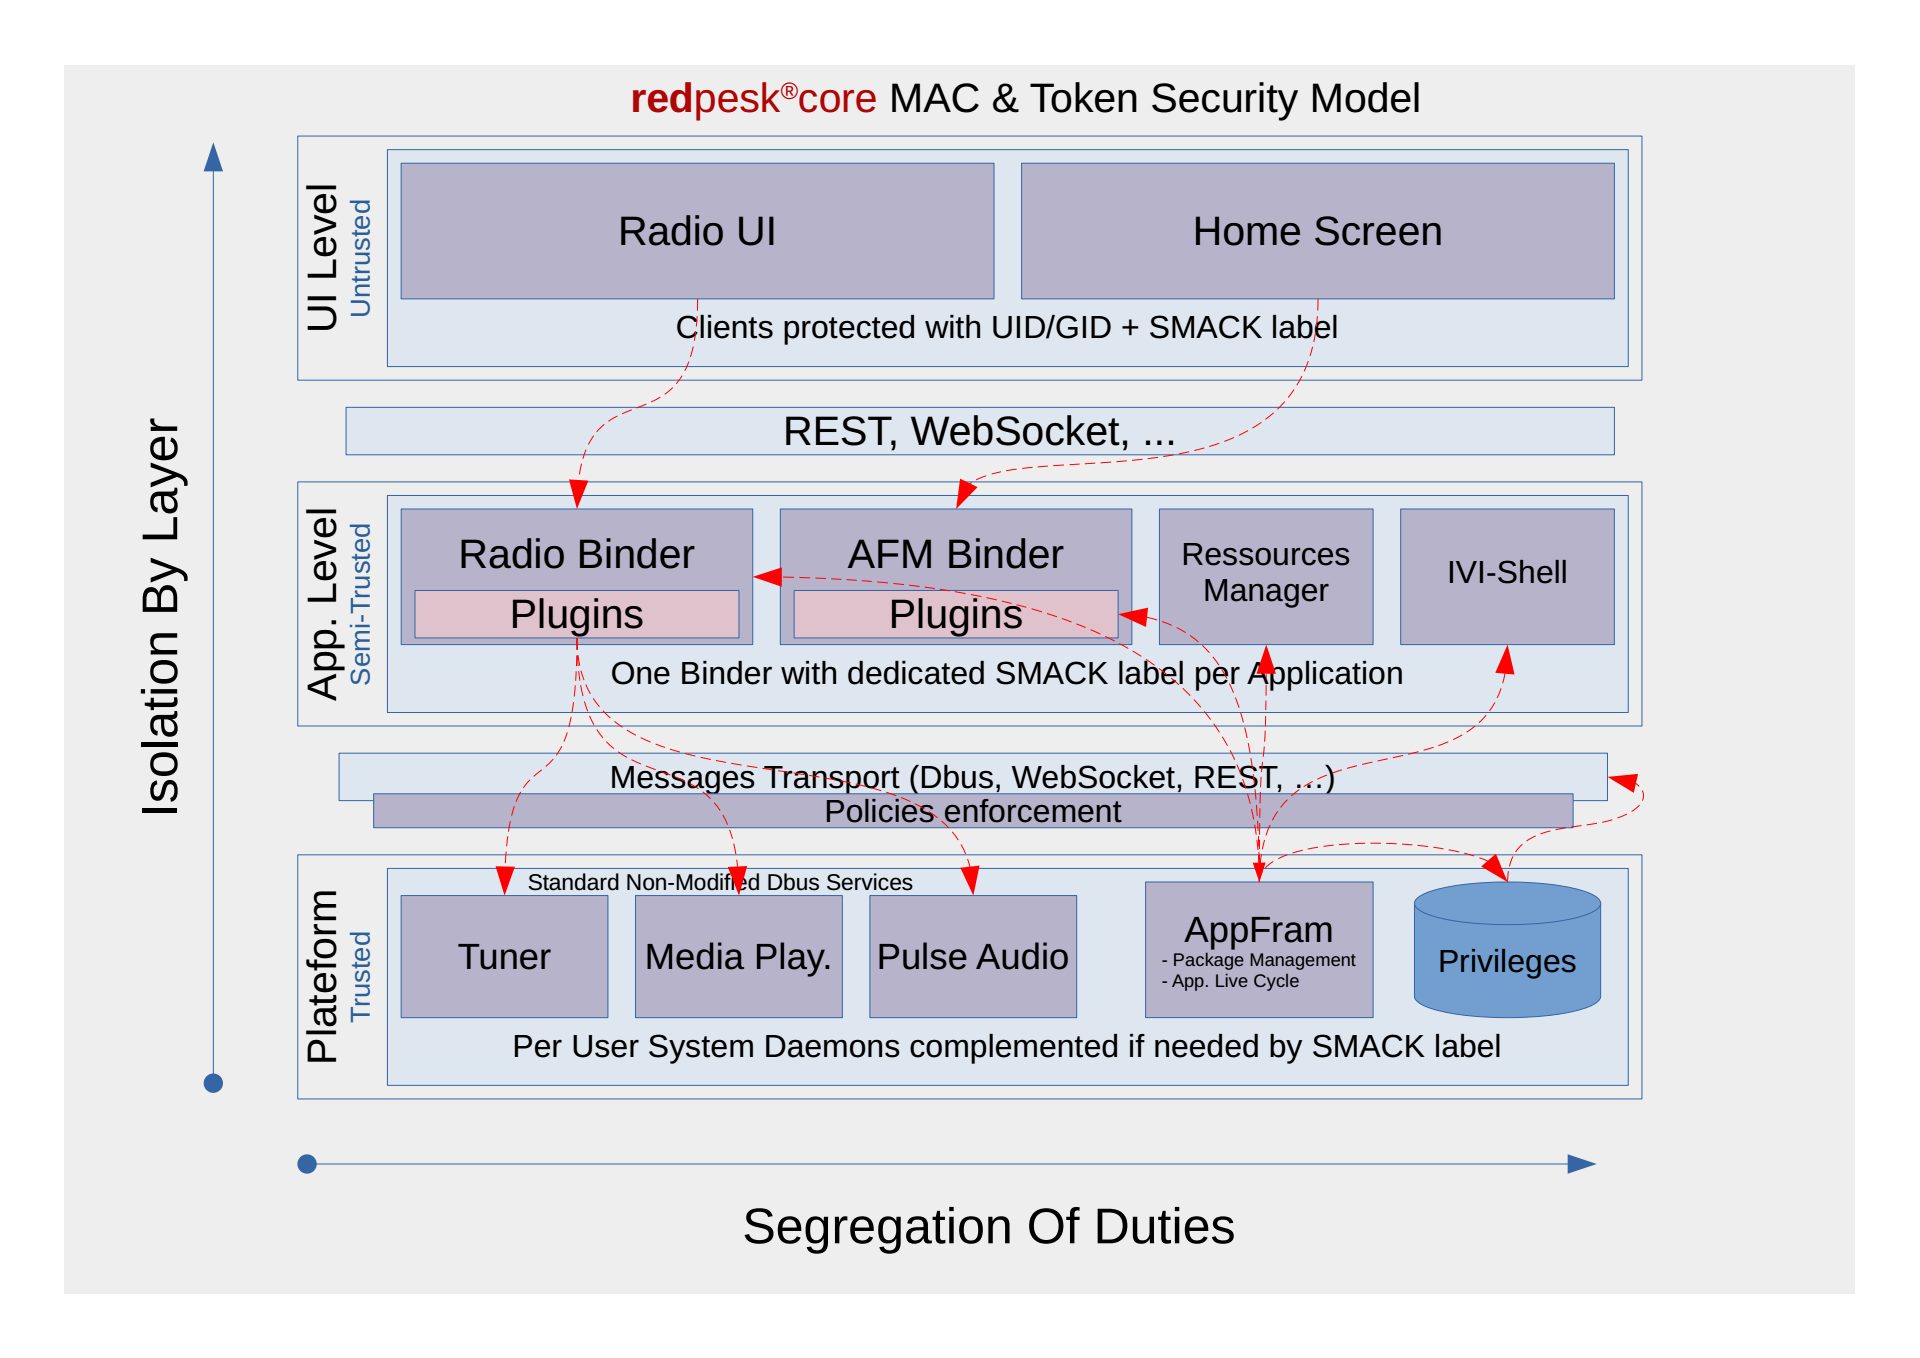 redpesk®core MAC & Token Security Model
UI Level
Untrusted
Radio UI
Home Screen
Clients protected with UID/GID + SMACK label
REST, WebSocket, ...
Isolation By Layer
App. Level
Semi-Trusted
Radio Binder
Plugins
AFM Binder
Plugins
Ressources
Manager
IVI-Shell
One Binder with dedicated SMACK label per Application
Messages Transport (Dbus, WebSocket, REST, ...)
Policies enforcement
Plateform
Trusted
Standard Non-Modified Dbus Services
Tuner
Media Play.
Pulse Audio
AppFram
- Package Management
- App. Live Cycle
Privileges
Per User System Daemons complemented if needed by SMACK label
Segregation Of Duties